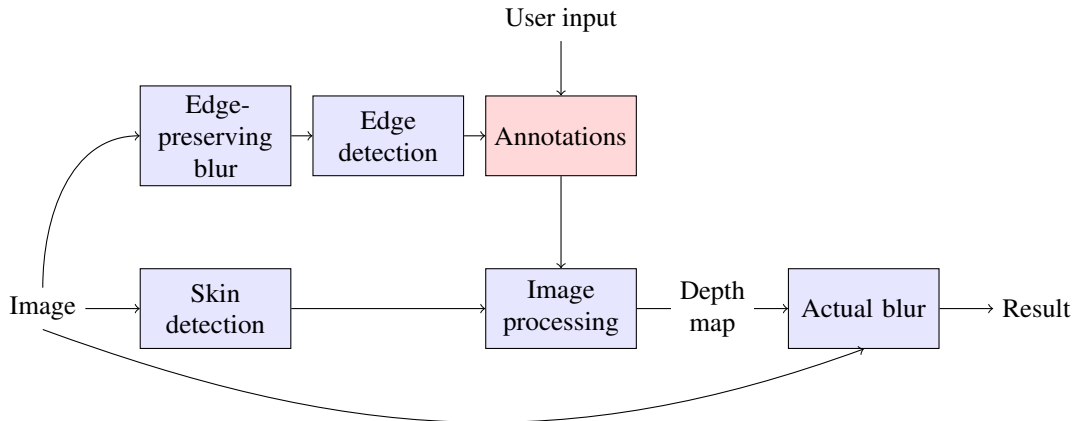 User input
Edge-
preserving
blur
Edge
detection
Annotations
Image
Skin
detection
Image
processing
Depth
map
Actual blur
Result